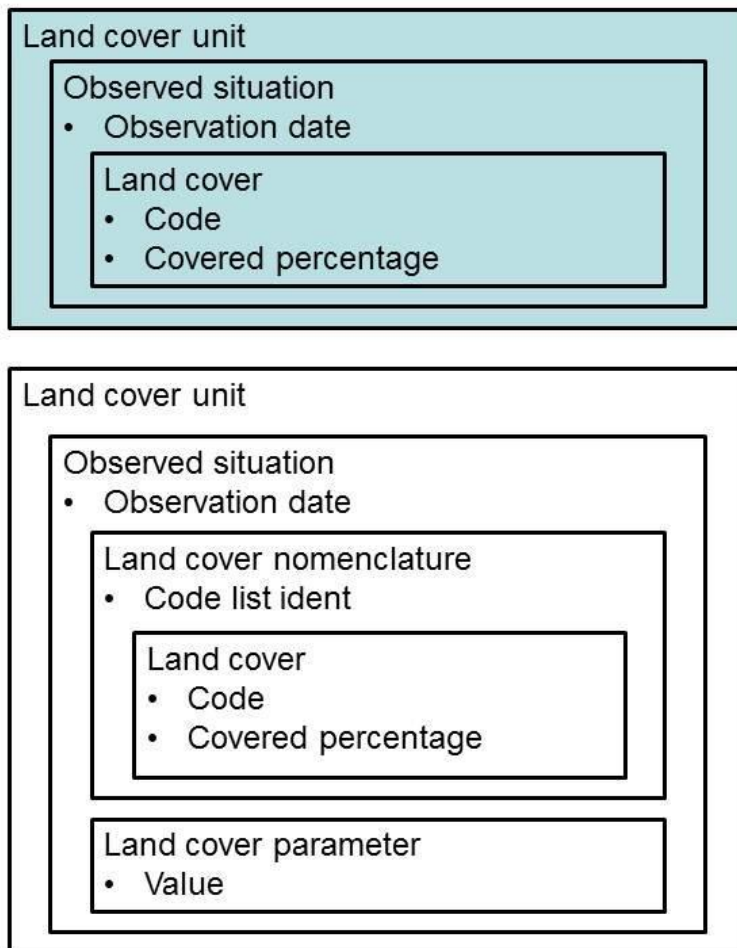 Land cover unit
Observed situation
• Observation date
Land cover
• Code
• Covered percentage
Land cover unit
Observed situation
• Observation date
Land cover nomenclature
• Code list ident
Land cover
• Code
• Covered percentage
Land cover parameter
• Value